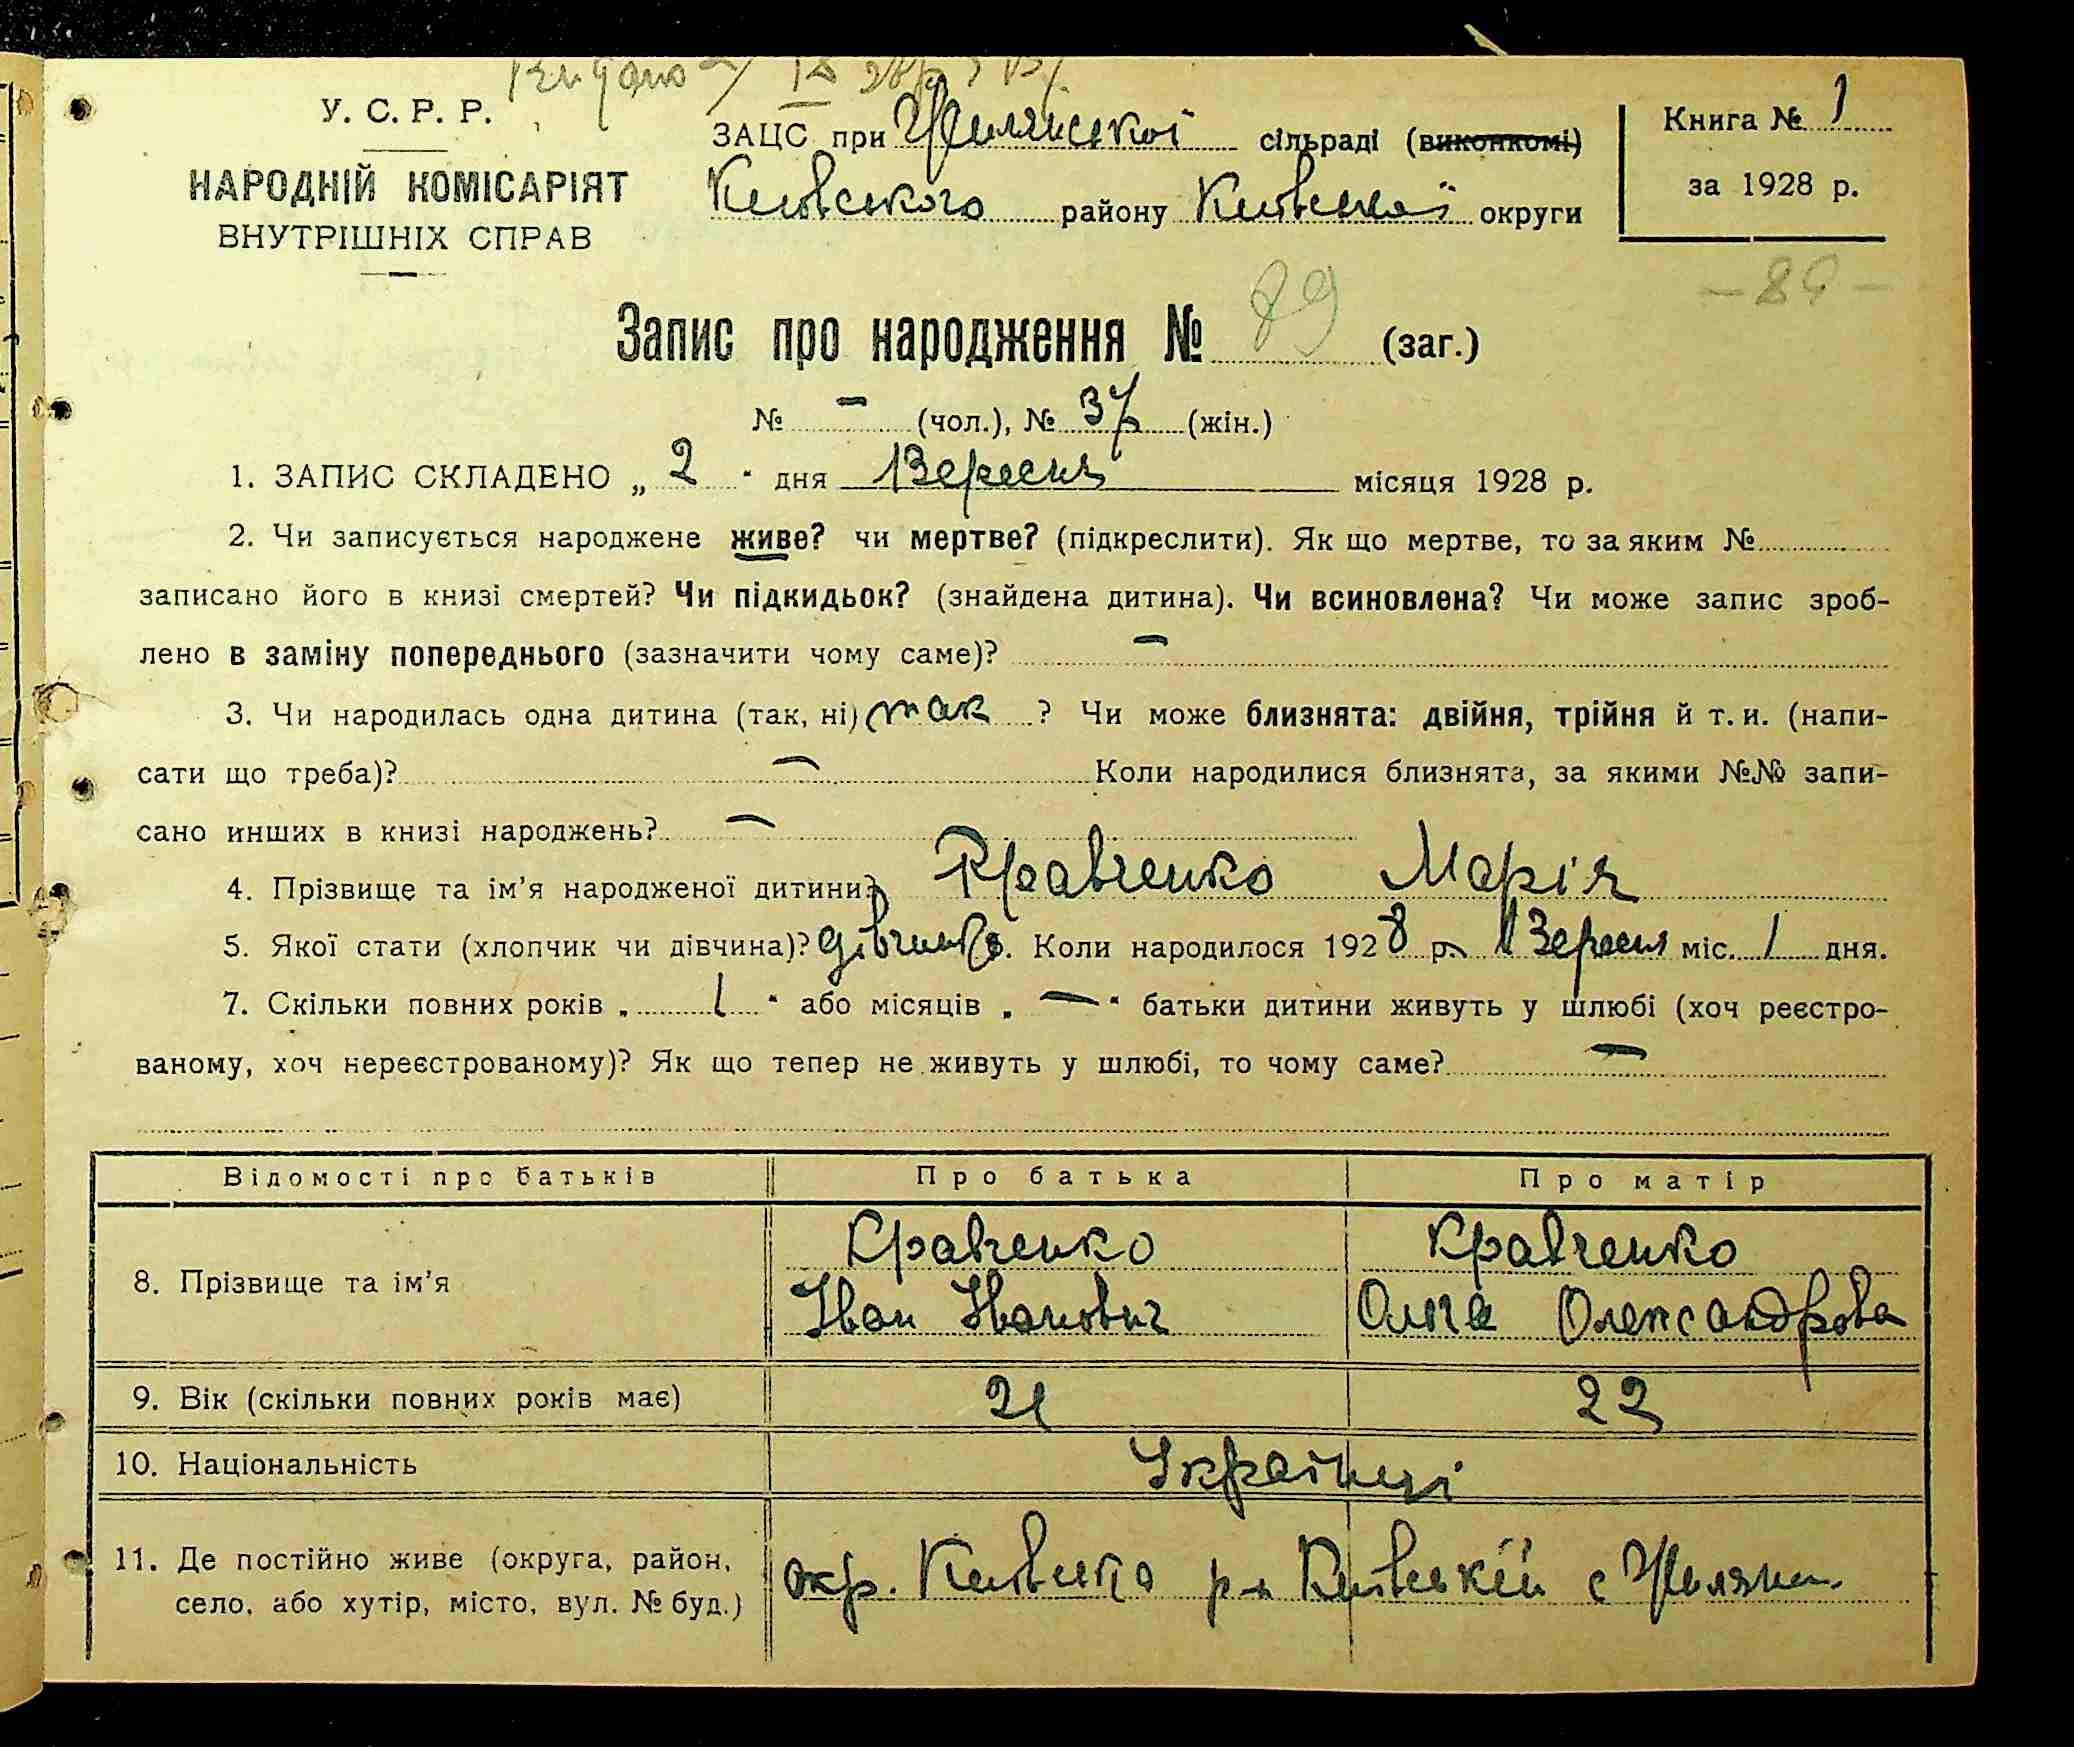 У. С. Р. Р.
НАРОДНІЙ КОМІСАРІЯТ
ВНУТРІШНІХ СПРАВ
ЗАЦС при Жилянської сільраді (виконкомі)
Київського району Київської округи
Книга № 1
за 1928 р.
- 89 -
Запис про народження № 89 (заг.)
№ - (чол.), № 37 (жін.)
1. ЗАПИС СКЛАДЕНО „ 2 “ дня Вересня місяця 1928 р.
2. Чи записується народжене живе? чи мертве? (підкреслити). Як що мертве, то за яким №
записано його в книзі смертей? Чи підкидьок? (знайдена дитина). Чи всиновлена? Чи може запис зроб-
лено в заміну попереднього (зазначити чому саме)? -
3. Чи народилась одна дитина (так, ні) так ? Чи може близнята: двійня, трійня й т. и. (напи-
сати що треба)? - Коли народилися близнята, за якими №№ запи-
сано инших в книзі народжень? -
4. Прізвище та ім’я народженої дитини? Кравченко Марія
5. Якої стати (хлопчик чи дівчина)? дівчинка. Коли народилося 1928 р. Вересня міс. 1 дня.
7. Скільки повних років „ 1 “ або місяців „ - “ батьки дитини живуть у шлюбі (хоч реєстро-
ваному, хоч нереєстрованому)? Як що тепер не живуть у шлюбі, то чому саме? -
Відомості про батьків Про батька Про матір
8. Прізвище та ім’я Кравченко Іван Іванович Кравченко Ольга Олександрова
9. Вік (скільки повних років має) 21 22
10. Національність Українці
11. Де постійно живе (округа, район,
село, або хутір, місто, вул. № буд.) окр. Київська р-н Київський с Жиляни